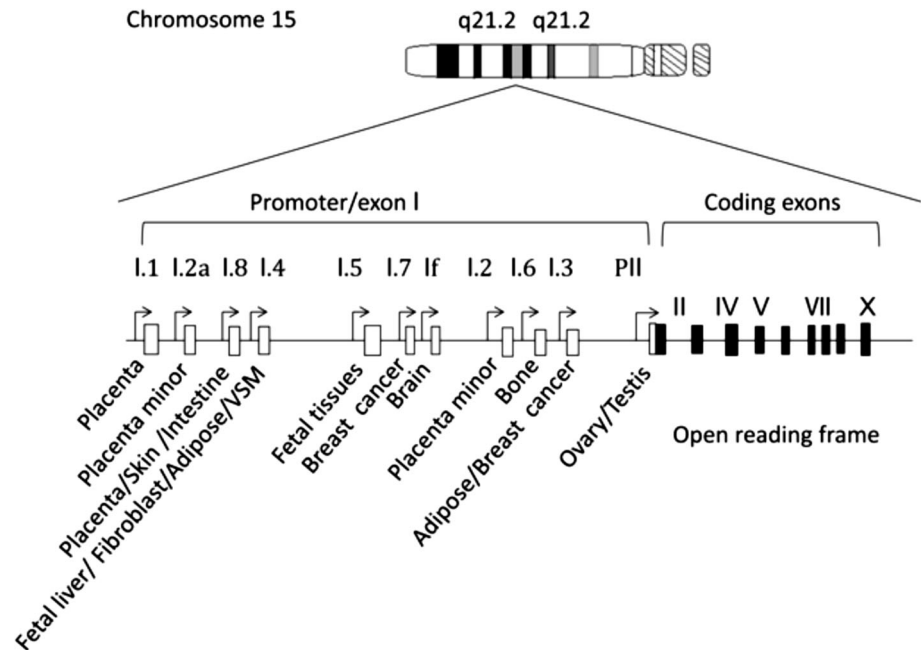 Chromosome 15
q21.2 q21.2
Promoter/exon I
Coding exons
I.1 I.2a I.8 I.4 I.5 I.7 If I.2 I.6 I.3 PII
II IV V VII X
Placenta
Placenta minor
Placenta/Skin /Intestine
Fetal liver/ Fibroblast/Adipose/VSM
Fetal tissues
Breast cancer
Brain
Placenta minor
Bone
Adipose/Breast cancer
Ovary/Testis
Open reading frame